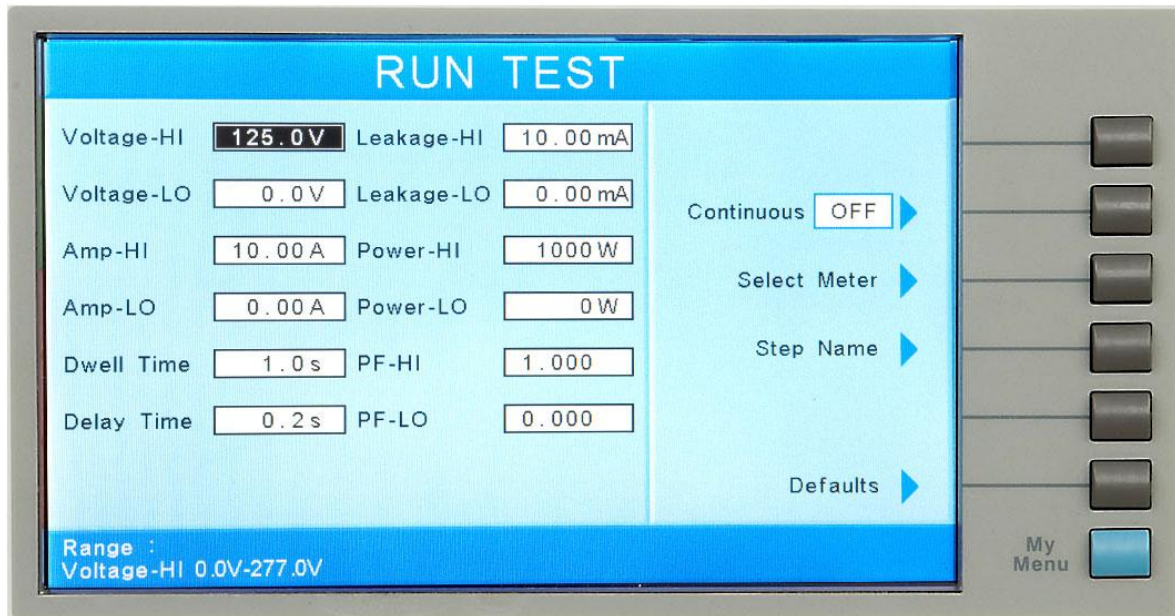 RUN TEST
Voltage-HI 125.0V Leakage-HI 10.00mA
Voltage-LO 0.0V Leakage-LO 0.00mA
Continuous OFF
Amp-HI 10.00A Power-HI 1000W
Select Meter
Amp-LO 0.00A Power-LO 0W
Step Name
Dwell Time 1.0s PF-HI 1.000
Delay Time 0.2s PF-LO 0.000
Defaults
Range :
Voltage-HI 0.0V-277.0V
My
Menu